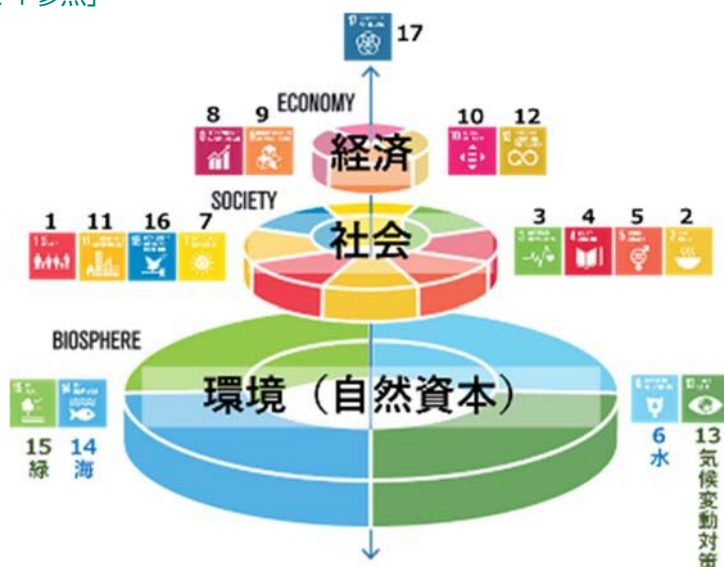 17
ECONOMY
8 9
10 12
経済
SOCIETY
1 11 16 7
3 4 5 2
社会
BIOSPHERE
環境（自然資本）
15
緑
14
海
6
水
13
気候変動対策